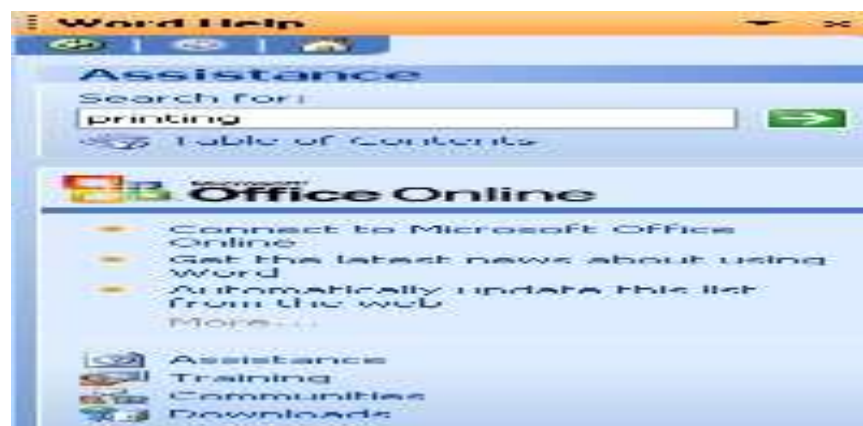 Word Help
Assistance
Search for:
printing
Table of Contents
Microsoft
Office Online
Connect to Microsoft Office
Online
Get the latest news about using
Word
Automatically update this list
from the web
More...
Assistance
Training
Communities
Downloads